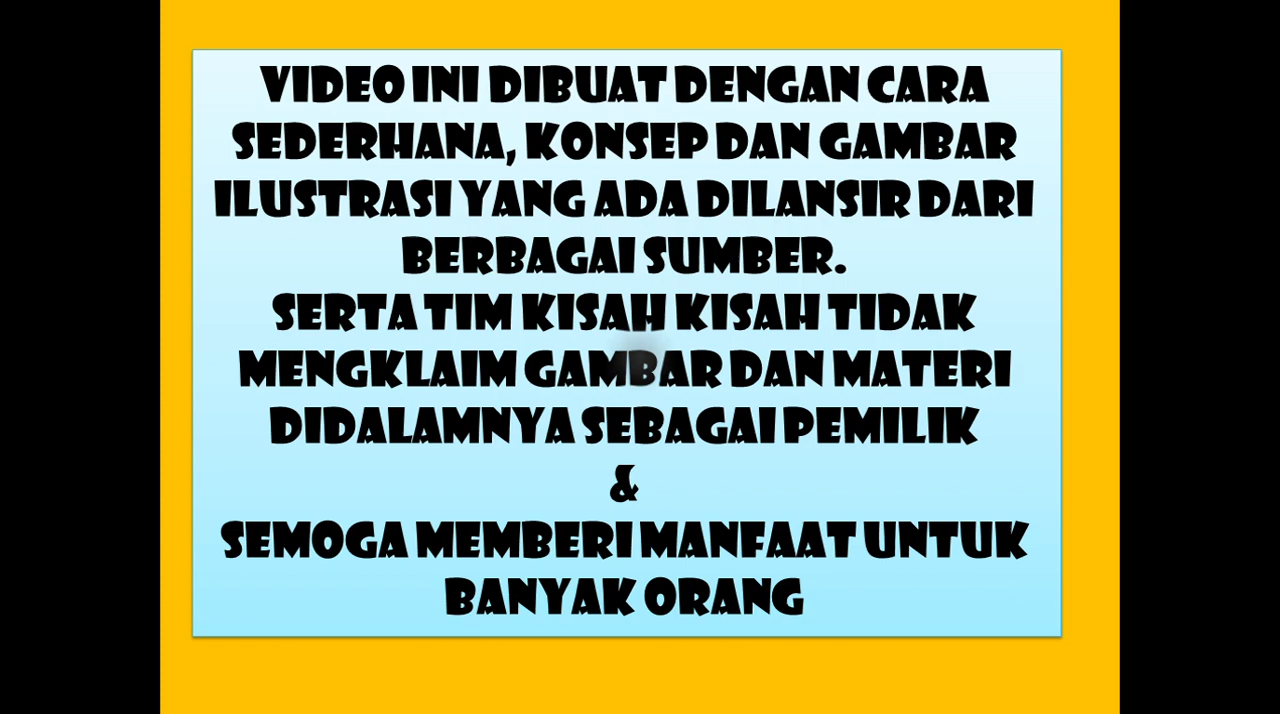 VIDEO INI DIBUAT DENGAN CARA
SEDERHANA, KONSEP DAN GAMBAR
ILUSTRASI YANG ADA DILANSIR DARI
BERBAGAI SUMBER.
SERTA TIM KISAH KISAH TIDAK
MENGKLAIM GAMBAR DAN MATERI
DIDALAMNYA SEBAGAI PEMILIK
&
SEMOGA MEMBERI MANFAAT UNTUK
BANYAK ORANG